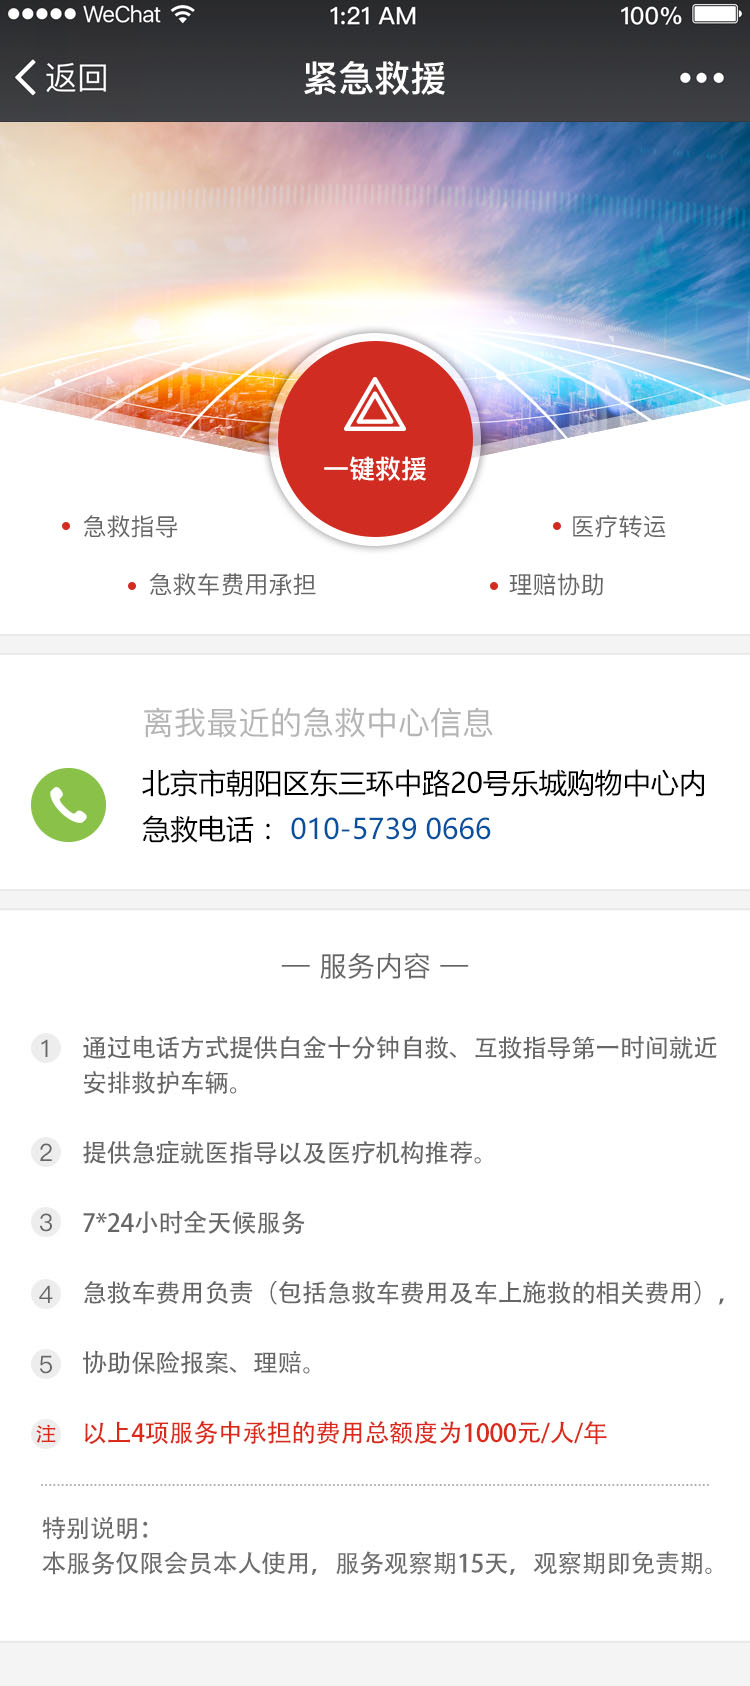 WeChat 1:21 AM 100%
返回 紧急救援
一键救援
急救指导 医疗转运
急救车费用承担 理赔协助
离我最近的急救中心信息
北京市朝阳区东三环中路20号乐城购物中心内
急救电话： 010-5739 0666
— 服务内容 —
1 通过电话方式提供白金十分钟自救、互救指导第一时间就近
安排救护车辆。
2 提供急症就医指导以及医疗机构推荐。
3 7*24小时全天候服务
4 急救车费用负责（包括急救车费用及车上施救的相关费用），
5 协助保险报案、理赔。
注 以上4项服务中承担的费用总额度为1000元/人/年
特别说明：
本服务仅限会员本人使用，服务观察期15天，观察期即免责期。